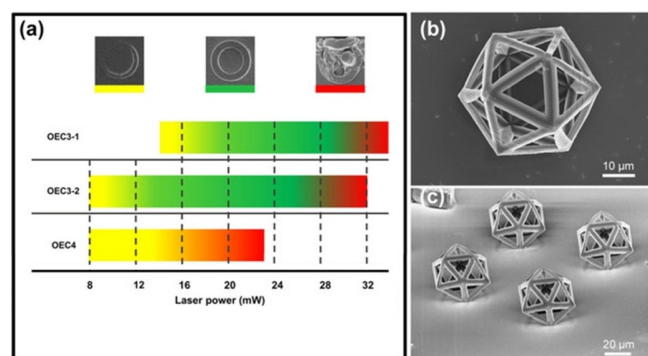 (a)
OEC3-1
OEC3-2
OEC4
8 12 16 20 24 28 32
Laser power (mW)
(b)
10 µm
(c)
20 µm